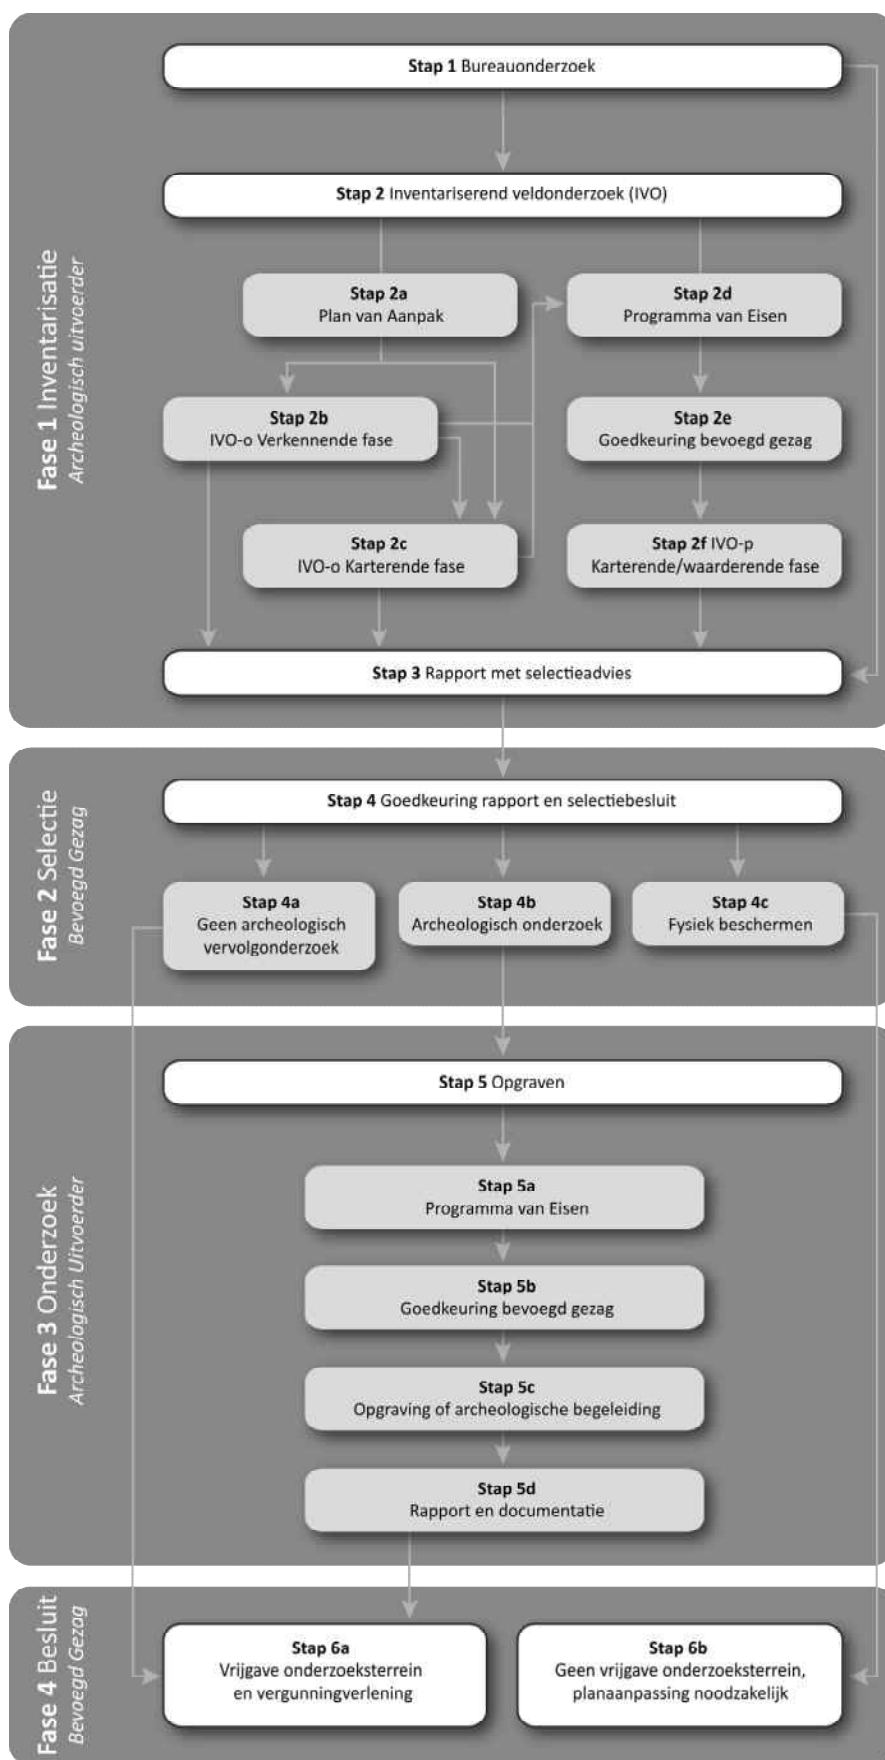 Fase 1 Inventarisatie
Archeologisch uitvoerder
Stap 1 Bureauonderzoek
Stap 2 Inventariserend veldonderzoek (IVO)
Stap 2a
Plan van Aanpak
Stap 2d
Programma van Eisen
Stap 2b
IVO-o Verkennende fase
Stap 2e
Goedkeuring bevoegd gezag
Stap 2c
IVO-o Karterende fase
Stap 2f IVO-p
Karterende/waarderende fase
Stap 3 Rapport met selectieadvies
Fase 2 Selectie
Bevoegd Gezag
Stap 4 Goedkeuring rapport en selectiebesluit
Stap 4a
Geen archeologisch
vervolgonderzoek
Stap 4b
Archeologisch onderzoek
Stap 4c
Fysiek beschermen
Fase 3 Onderzoek
Archeologisch Uitvoerder
Stap 5 Opgraven
Stap 5a
Programma van Eisen
Stap 5b
Goedkeuring bevoegd gezag
Stap 5c
Opgraving of archeologische begeleiding
Stap 5d
Rapport en documentatie
Fase 4 Besluit
Bevoegd Gezag
Stap 6a
Vrijgave onderzoeksterrein
en vergunningverlening
Stap 6b
Geen vrijgave onderzoeksterrein,
planaanpassing noodzakelijk